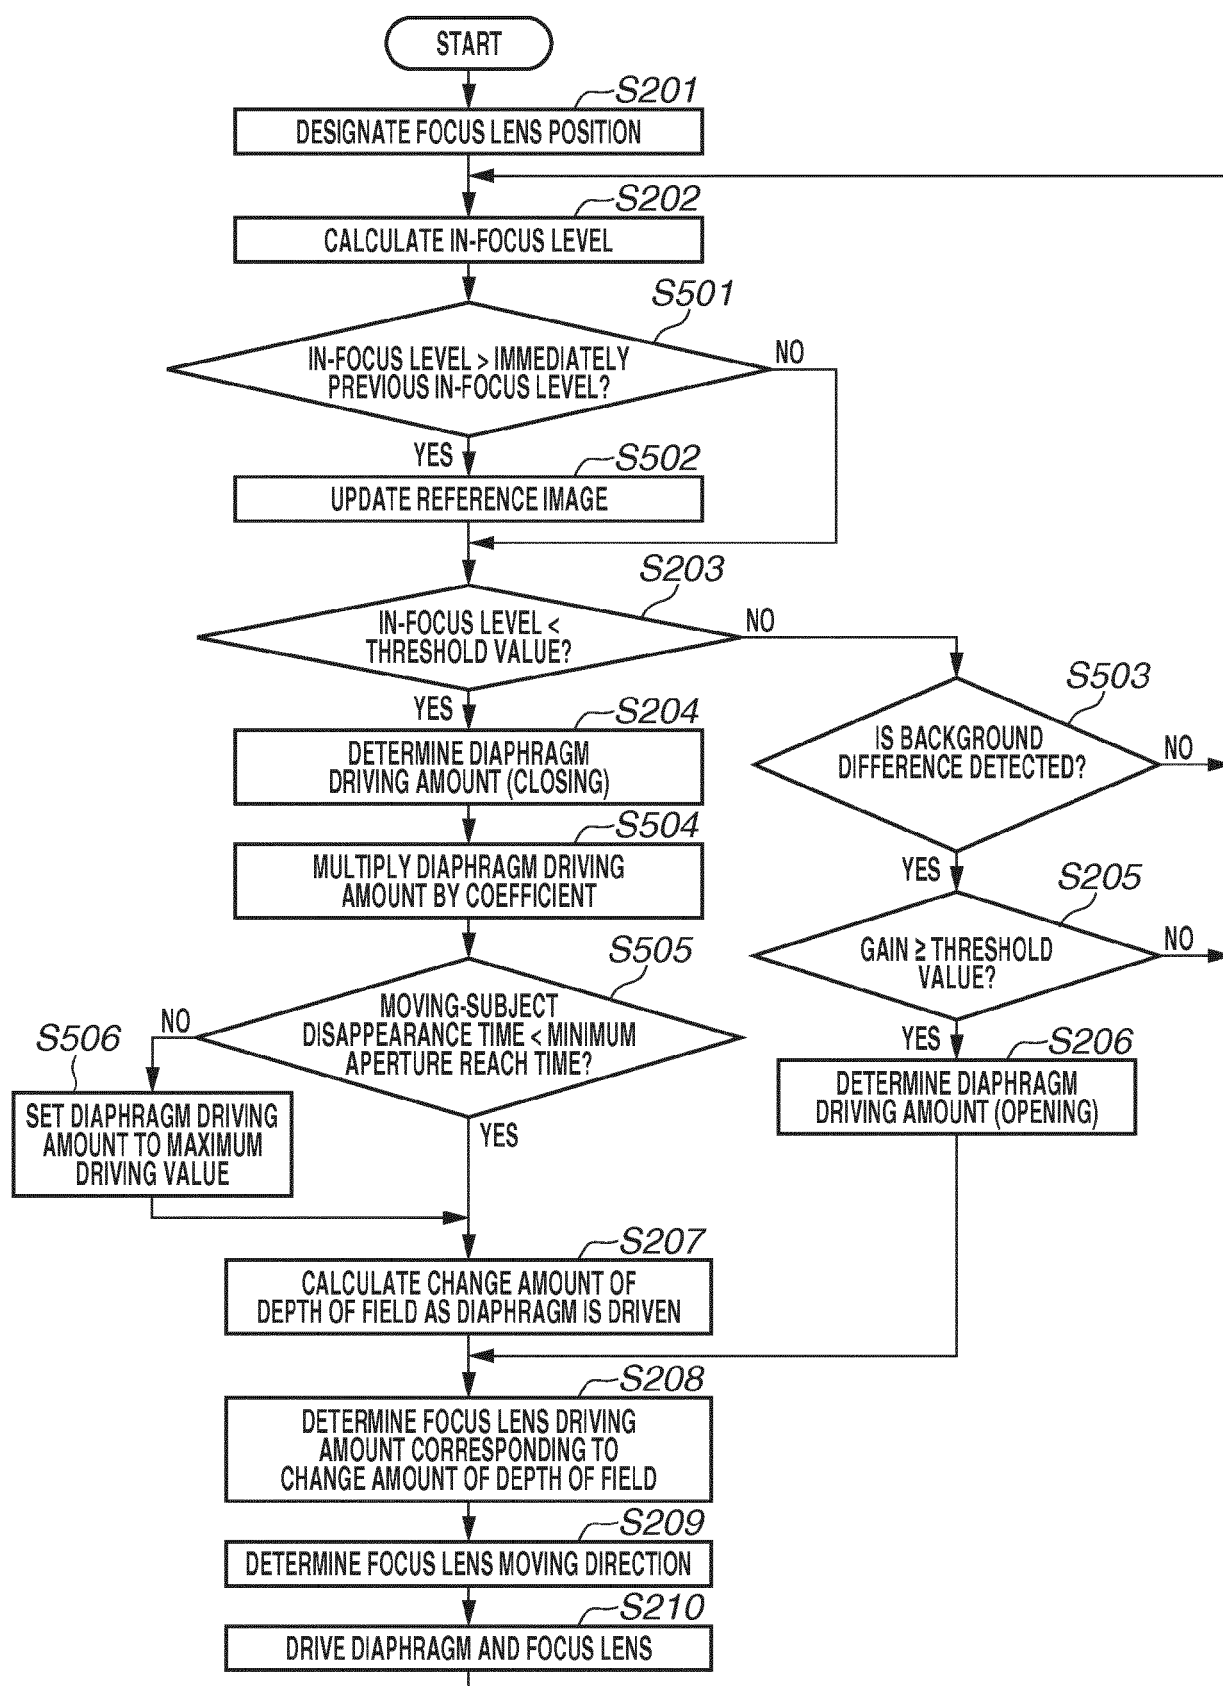 START
S201
DESIGNATE FOCUS LENS POSITION
S202
CALCULATE IN-FOCUS LEVEL
S501
IN-FOCUS LEVEL > IMMEDIATELY
PREVIOUS IN-FOCUS LEVEL?
NO
YES
S502
UPDATE REFERENCE IMAGE
S203
IN-FOCUS LEVEL <
THRESHOLD VALUE?
NO
YES
S503
IS BACKGROUND
DIFFERENCE DETECTED?
NO
YES
S204
DETERMINE DIAPHRAGM
DRIVING AMOUNT (CLOSING)
S504
MULTIPLY DIAPHRAGM DRIVING
AMOUNT BY COEFFICIENT
S205
GAIN ≥ THRESHOLD
VALUE?
NO
YES
S505
MOVING-SUBJECT
DISAPPEARANCE TIME < MINIMUM
APERTURE REACH TIME?
NO
YES
S506
SET DIAPHRAGM DRIVING
AMOUNT TO MAXIMUM
DRIVING VALUE
S206
DETERMINE DIAPHRAGM
DRIVING AMOUNT (OPENING)
S207
CALCULATE CHANGE AMOUNT OF
DEPTH OF FIELD AS DIAPHRAGM IS DRIVEN
S208
DETERMINE FOCUS LENS DRIVING
AMOUNT CORRESPONDING TO
CHANGE AMOUNT OF DEPTH OF FIELD
S209
DETERMINE FOCUS LENS MOVING DIRECTION
S210
DRIVE DIAPHRAGM AND FOCUS LENS